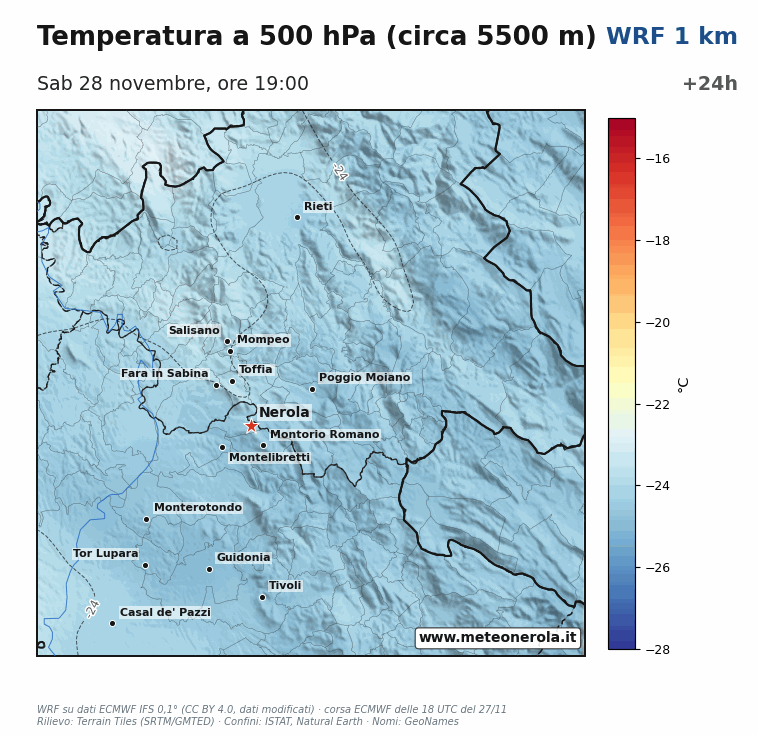 Temperatura a 500 hPa (circa 5500 m) WRF 1 km
Sab 28 novembre, ore 19:00 +24h
-24
Rieti
Salisano
Mompeo
Fara in Sabina
Toffia
Poggio Moiano
Nerola
Montorio Romano
Montelibretti
Monterotondo
Tor Lupara
Guidonia
Tivoli
-24
Casal de' Pazzi
www.meteonerola.it
−16
−18
−20
−22
−24
−26
−28
°C
WRF su dati ECMWF IFS 0,1° (CC BY 4.0, dati modificati) · corsa ECMWF delle 18 UTC del 27/11
Rilievo: Terrain Tiles (SRTM/GMTED) · Confini: ISTAT, Natural Earth · Nomi: GeoNames